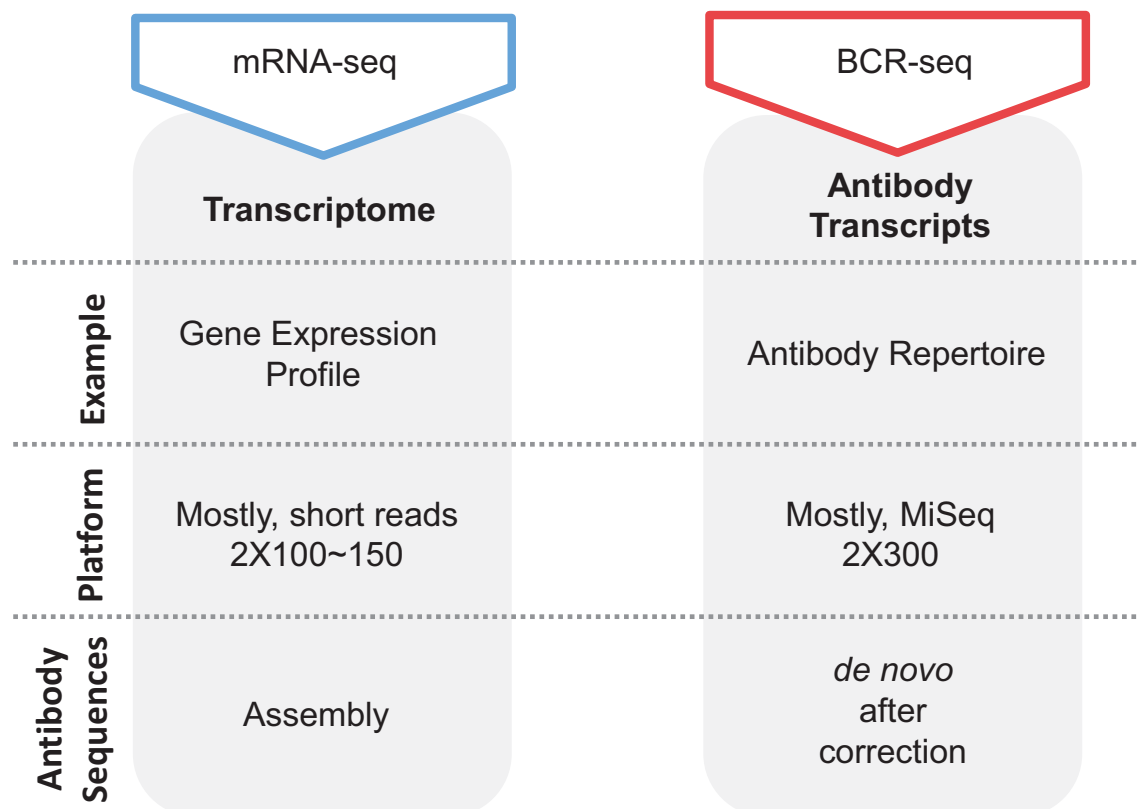 mRNA-seq
BCR-seq
Transcriptome
Antibody
Transcripts
Example
Gene Expression
Profile
Antibody Repertoire
Platform
Mostly, short reads
2X100~150
Mostly, MiSeq
2X300
Antibody
Sequences
Assembly
de novo
after
correction